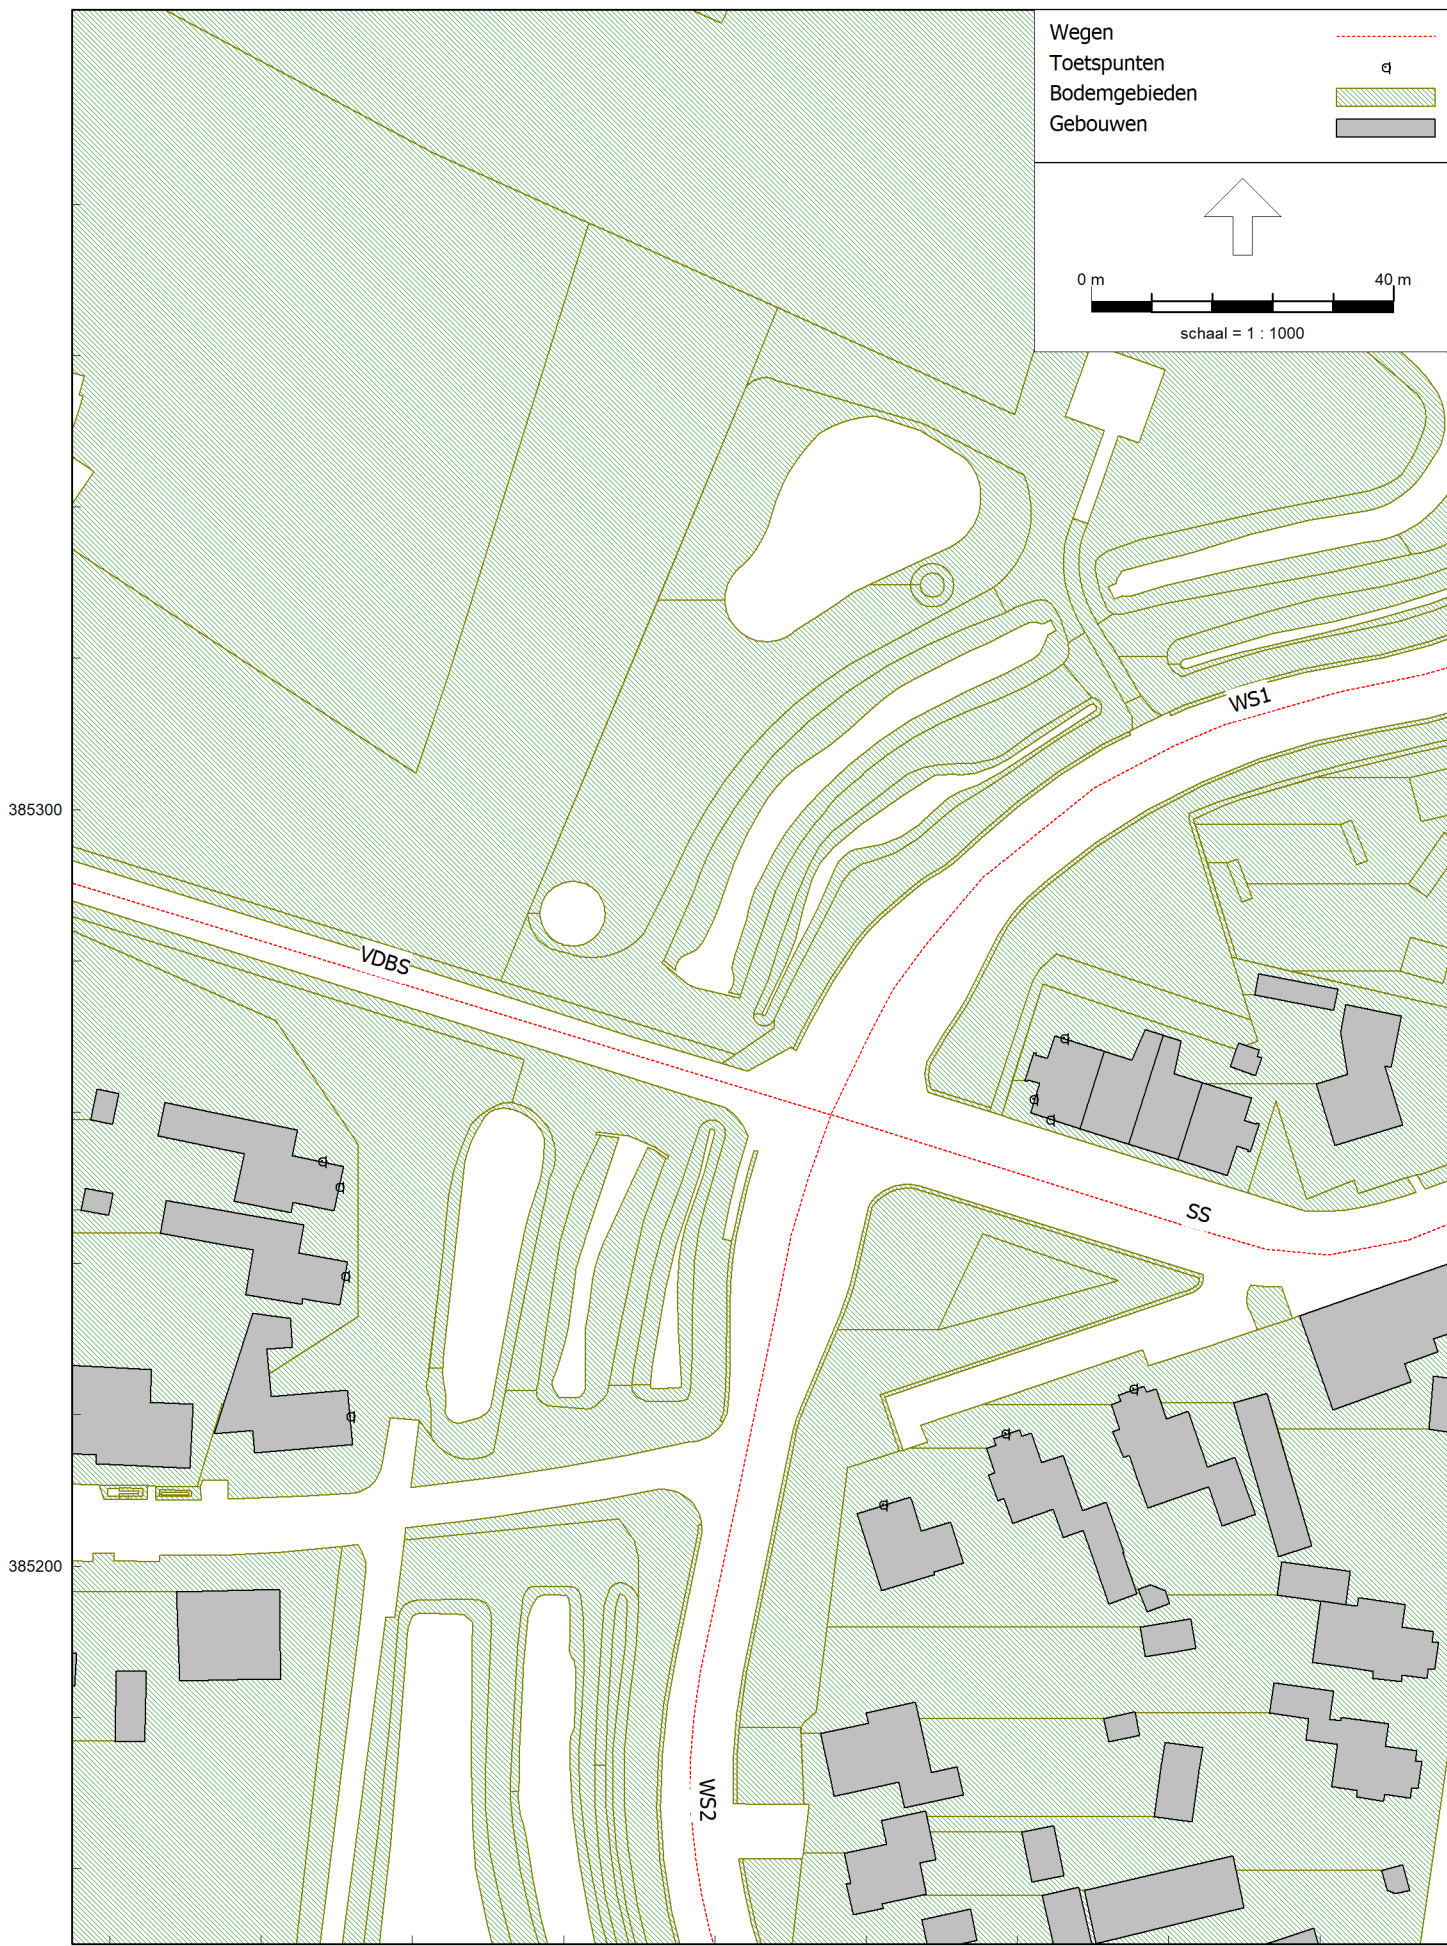 Wegen
Toetspunten
Bodemgebieden
Gebouwen
0 m 40 m
schaal = 1 : 1000
WS1
385300
VDBS
SS
385200
WS2